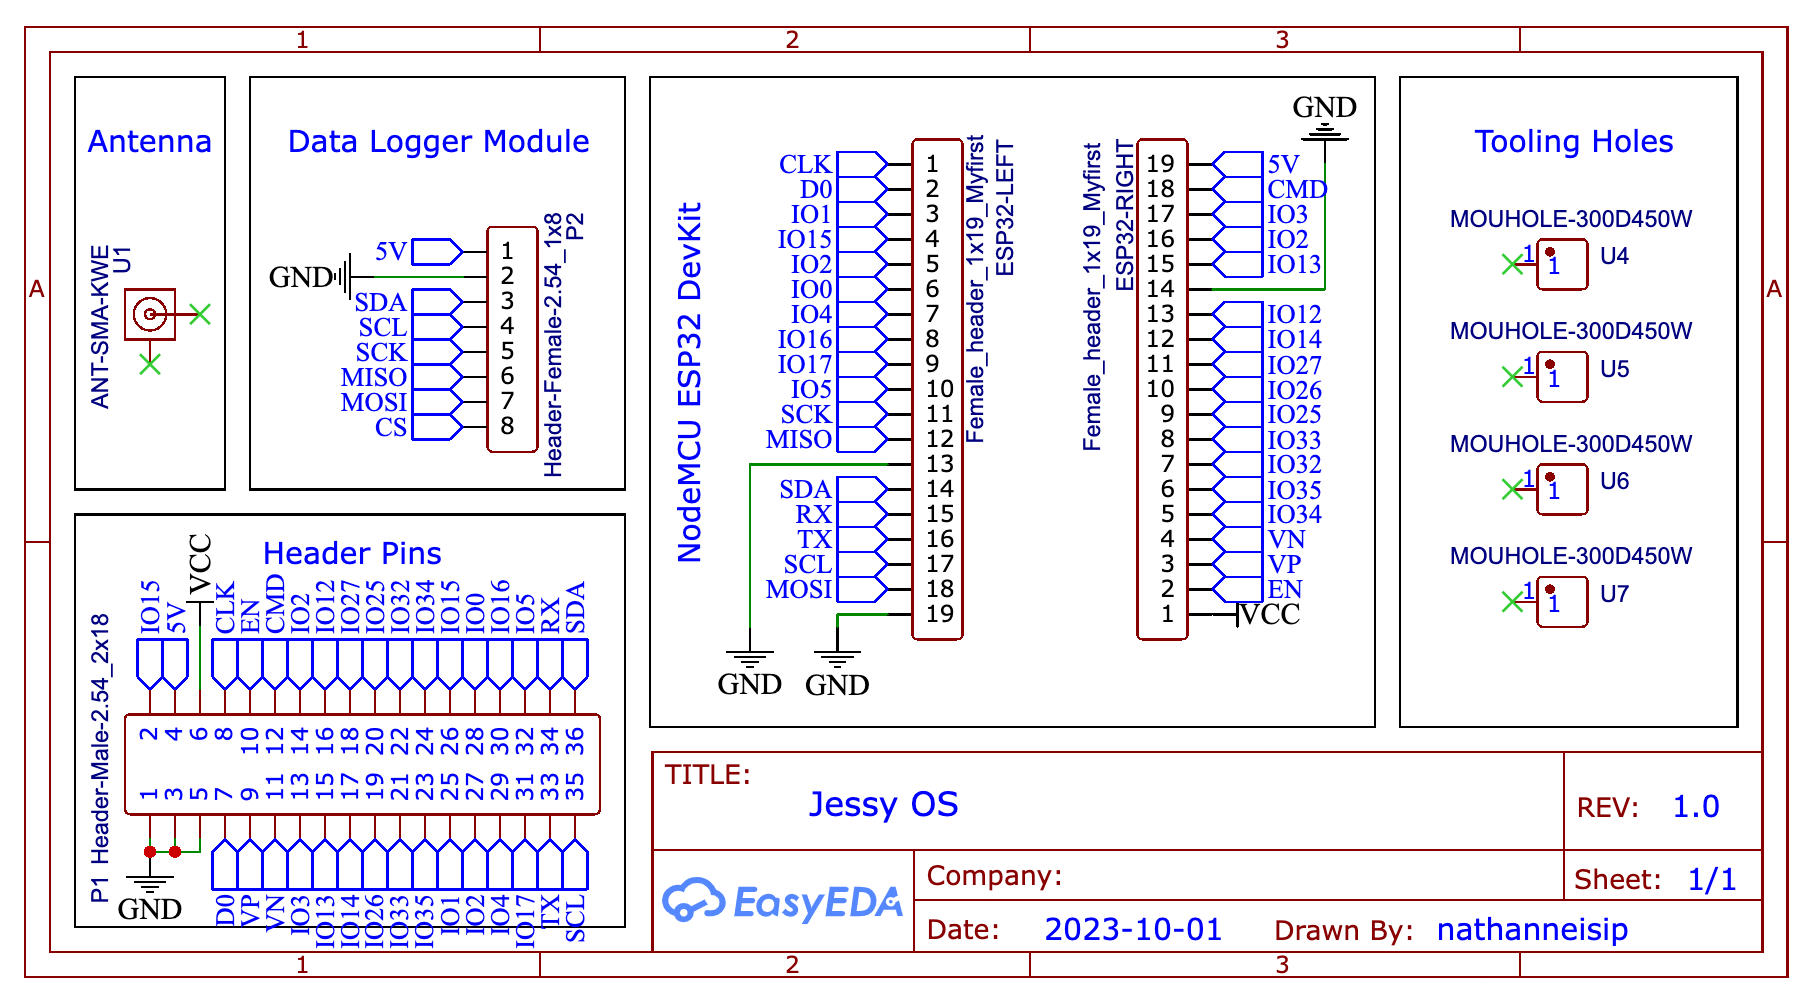 1 2 3
A A
Antenna
ANT-SMA-KWE
U1
Data Logger Module
5V 1
GND 2
SDA 3
SCL 4
SCK 5
MISO 6
MOSI 7
CS 8
Header-Female-2.54_1x8
P2
NodeMCU ESP32 DevKit
CLK 1
D0 2
IO1 3
IO15 4
IO2 5
IO0 6
IO4 7
IO16 8
IO17 9
IO5 10
SCK 11
MISO 12
13
SDA 14
RX 15
TX 16
SCL 17
MOSI 18
19
GND GND
Female_header_1x19_Myfirst
ESP32-LEFT
Female_header_1x19_Myfirst
ESP32-RIGHT
GND
19 5V
18 CMD
17 IO3
16 IO2
15 IO13
14
13 IO12
12 IO14
11 IO27
10 IO26
9 IO25
8 IO33
7 IO32
6 IO35
5 IO34
4 VN
3 VP
2 EN
1 VCC
Tooling Holes
MOUHOLE-300D450W
1 1 U4
MOUHOLE-300D450W
1 1 U5
MOUHOLE-300D450W
1 1 U6
MOUHOLE-300D450W
1 1 U7
Header Pins
P1 Header-Male-2.54_2x18
IO15 5V VCC CLK EN CMD IO2 IO12 IO27 IO25 IO32 IO34 IO15 IO0 IO16 IO5 RX SDA
2 4 6 8 10 12 14 16 18 20 22 24 26 28 30 32 34 36
1 3 5 7 9 11 13 15 17 19 21 23 25 27 29 31 33 35
GND
D0 VP VN IO3 IO13 IO14 IO26 IO33 IO35 IO1 IO2 IO4 IO17 TX SCL
TITLE:
Jessy OS
REV: 1.0
EasyEDA
Company:
Sheet: 1/1
Date: 2023-10-01
Drawn By: nathanneisip
1 2 3